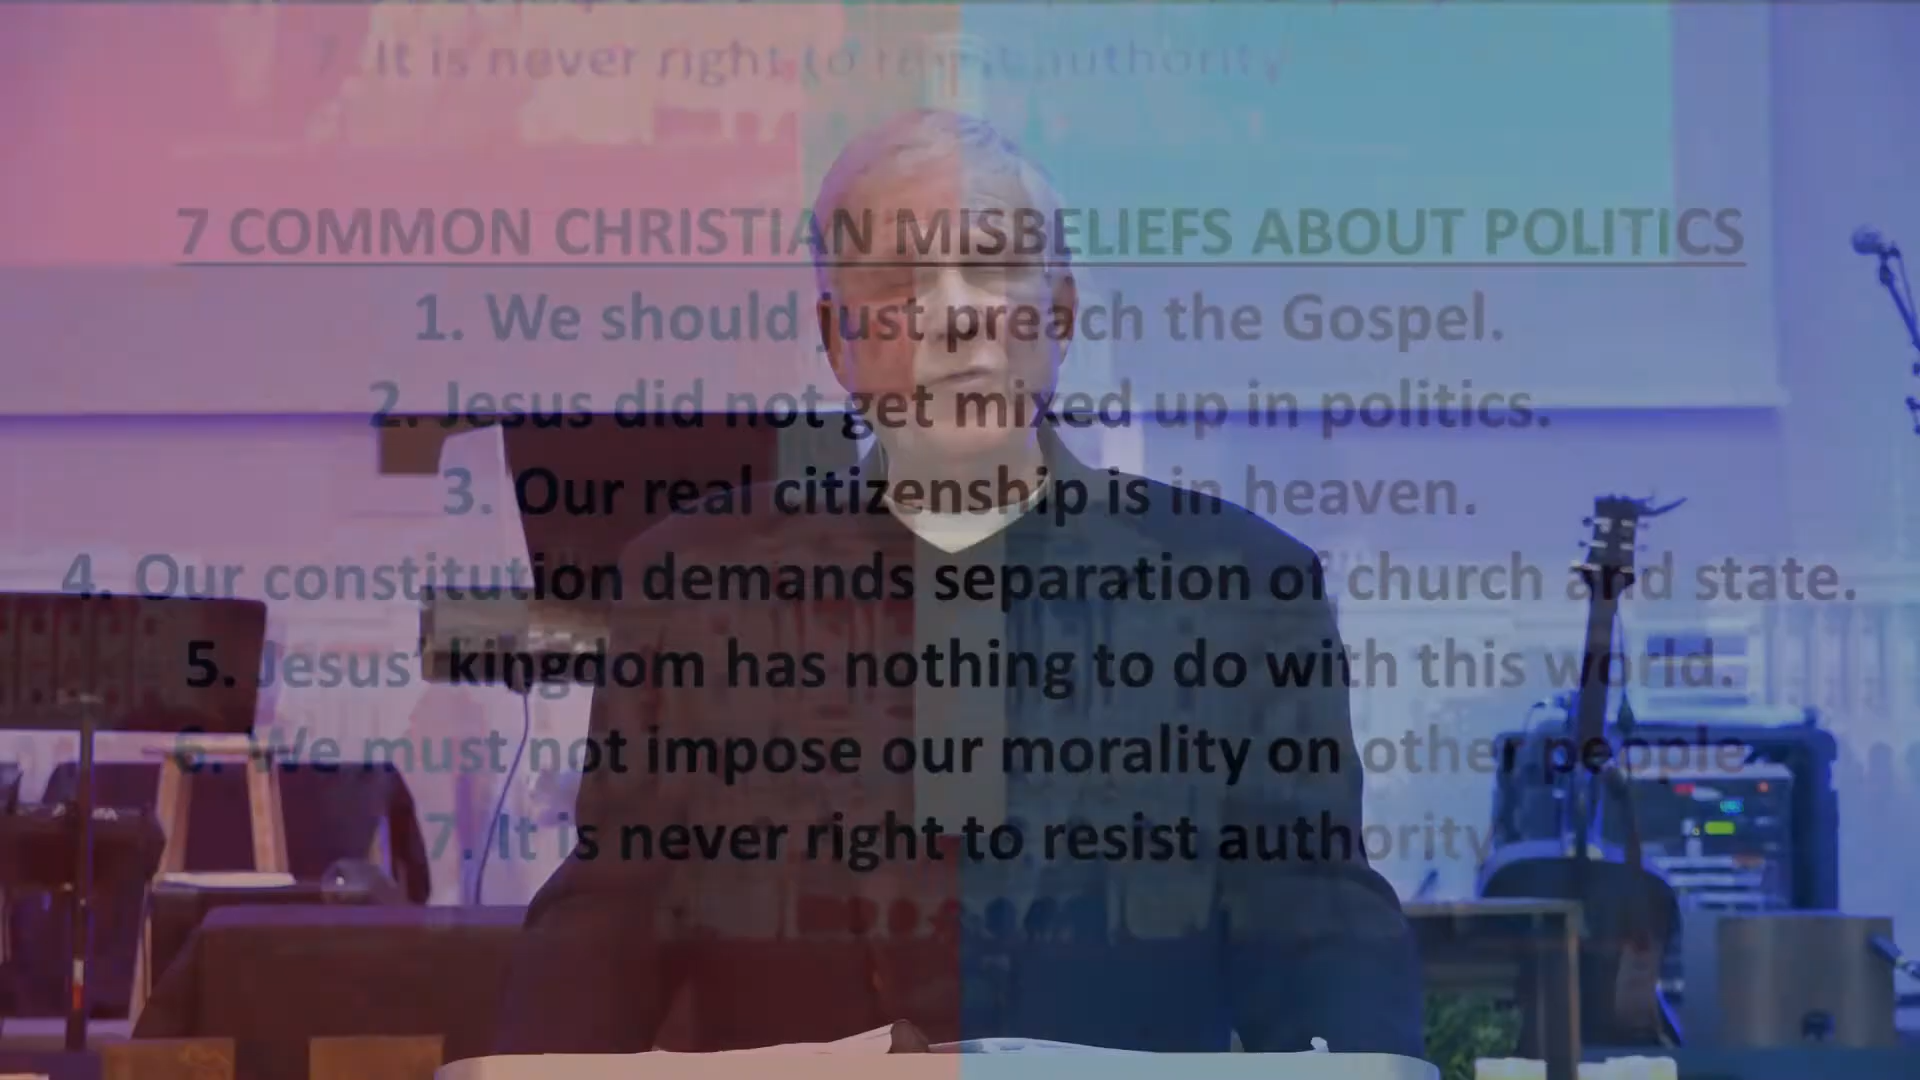 7. It is never right to resist authority
7 COMMON CHRISTIAN MISBELIEFS ABOUT POLITICS
1. We should just preach the Gospel.
2. Jesus did not get mixed up in politics.
3. Our real citizenship is in heaven.
4. Our constitution demands separation of church and state.
5. Jesus' kingdom has nothing to do with this world.
6. We must not impose our morality on other people
7. It is never right to resist authority